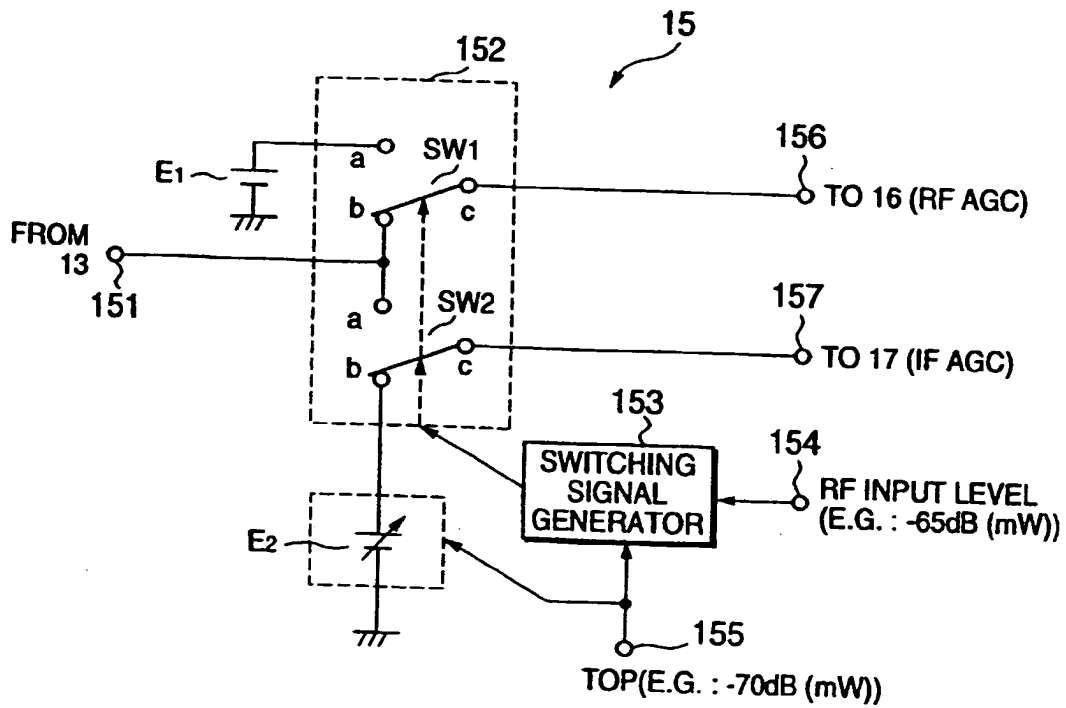 15
152
156
a
SW1
E1
b
c
TO 16 (RF AGC)
FROM
13
151
157
a
SW2
b
c
TO 17 (IF AGC)
153
154
SWITCHING
SIGNAL
GENERATOR
RF INPUT LEVEL
(E.G. : -65dB (mW))
E2
155
TOP(E.G. : -70dB (mW))